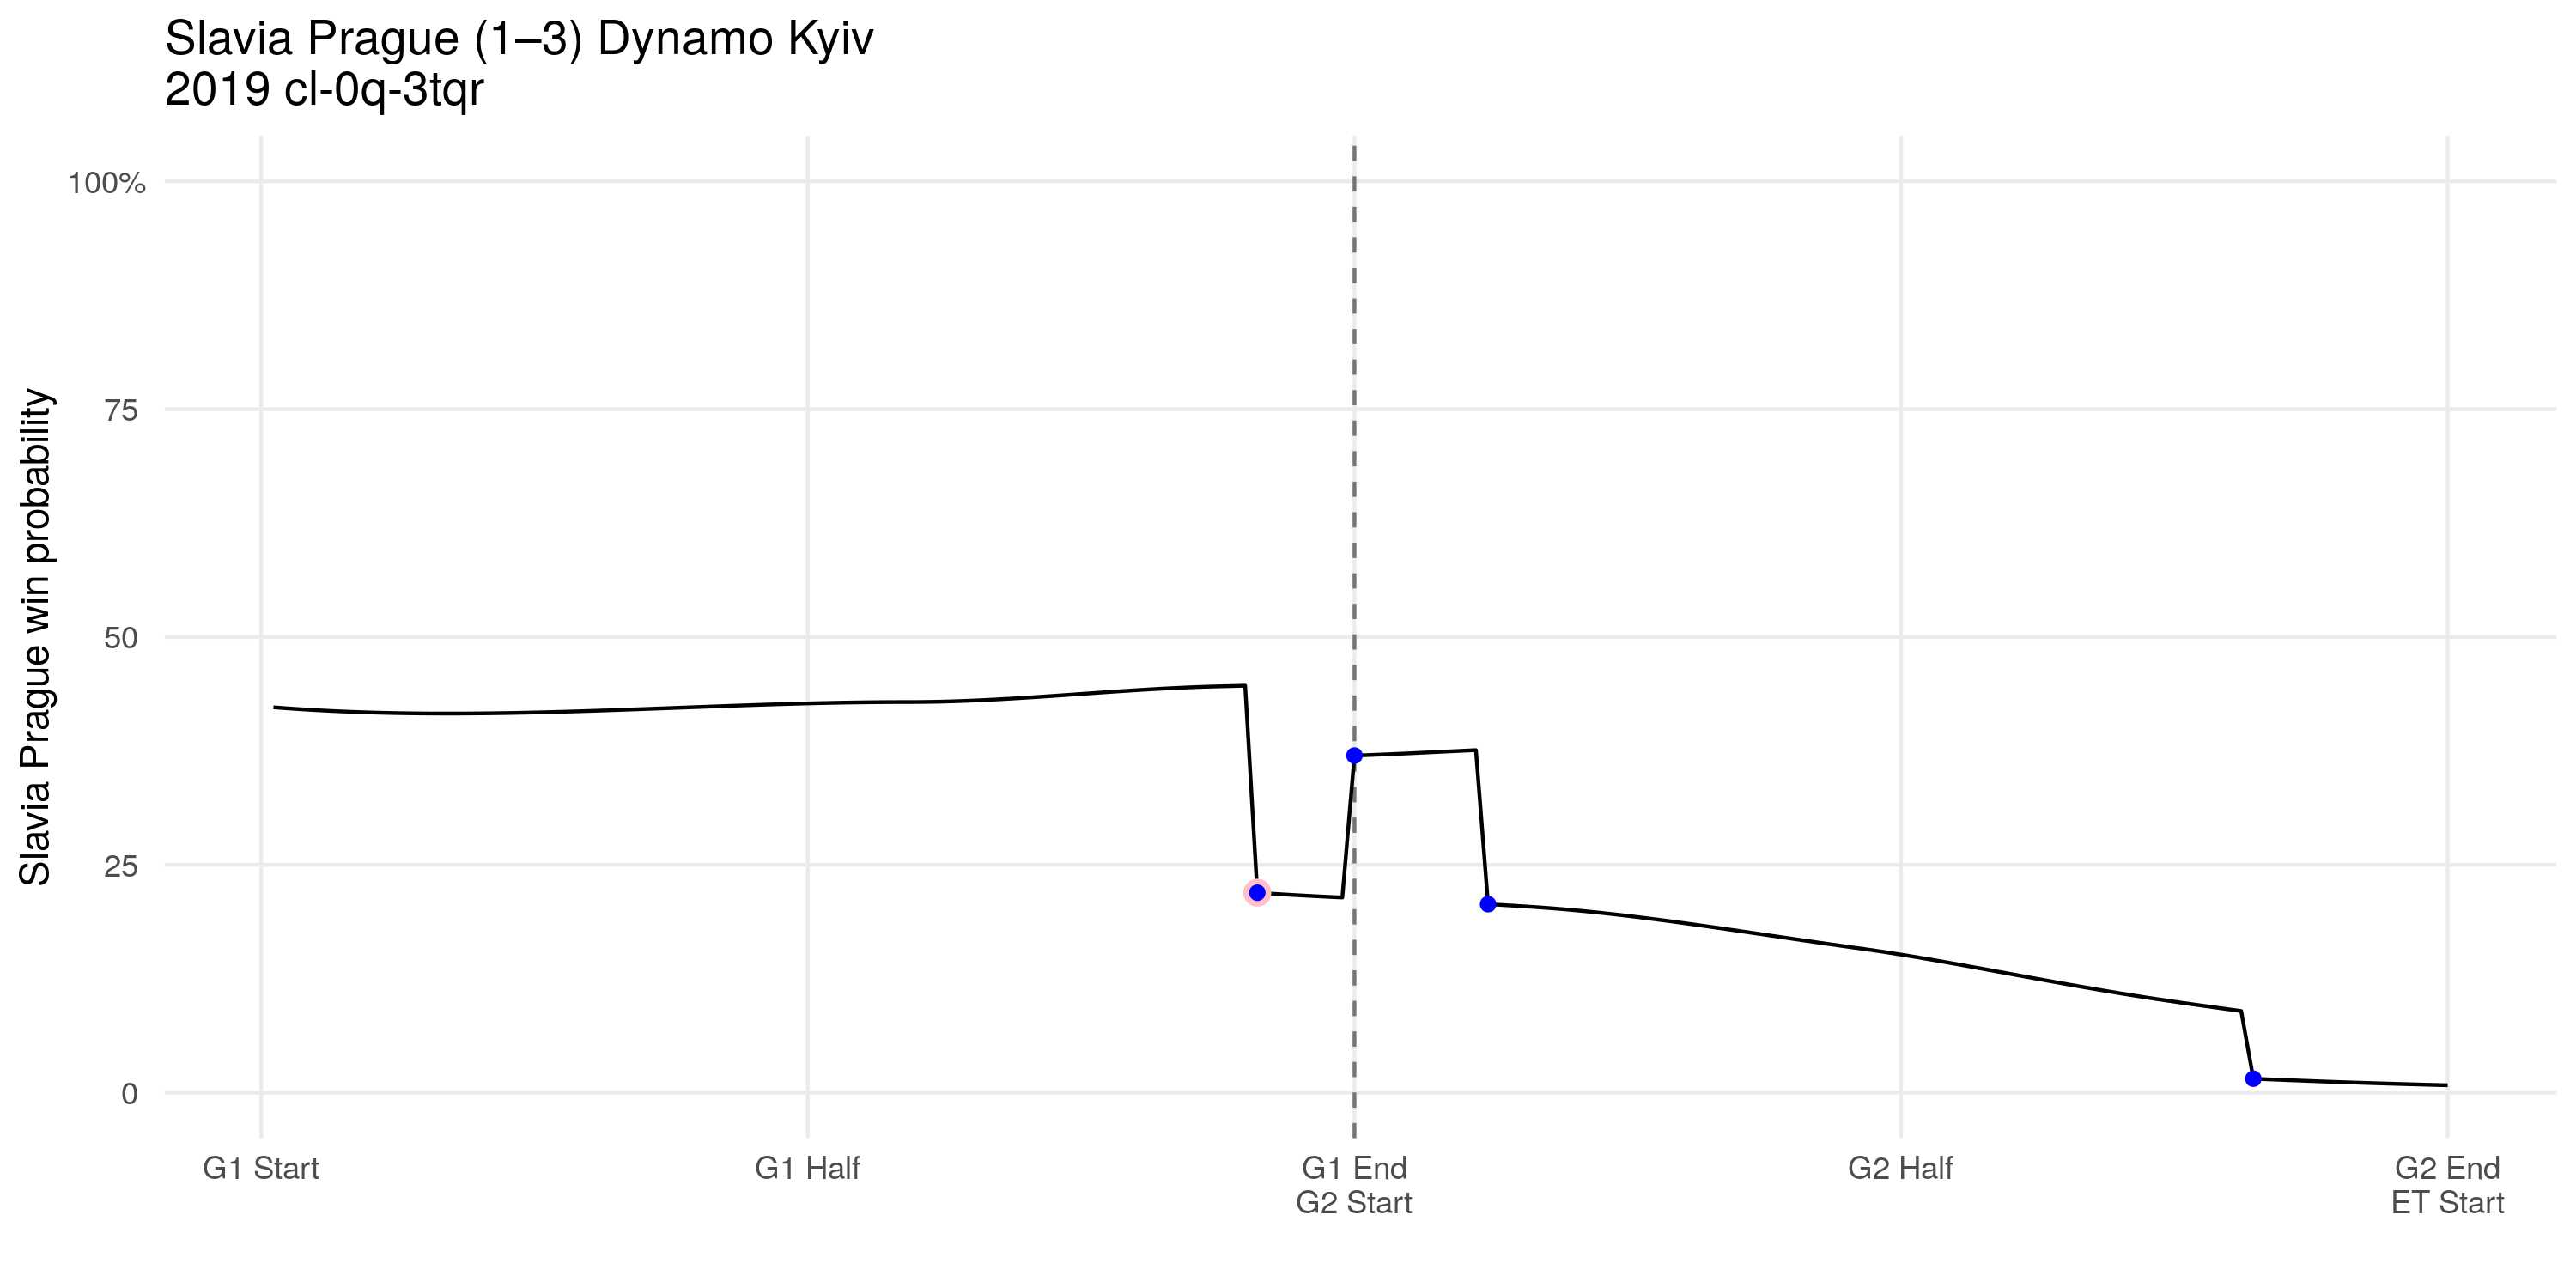 Slavia Prague (1–3) Dynamo Kyiv
2019 cl-0q-3tqr
Slavia Prague win probability
100%
75
50
25
0
G1 Start
G1 Half
G1 End
G2 Start
G2 Half
G2 End
ET Start